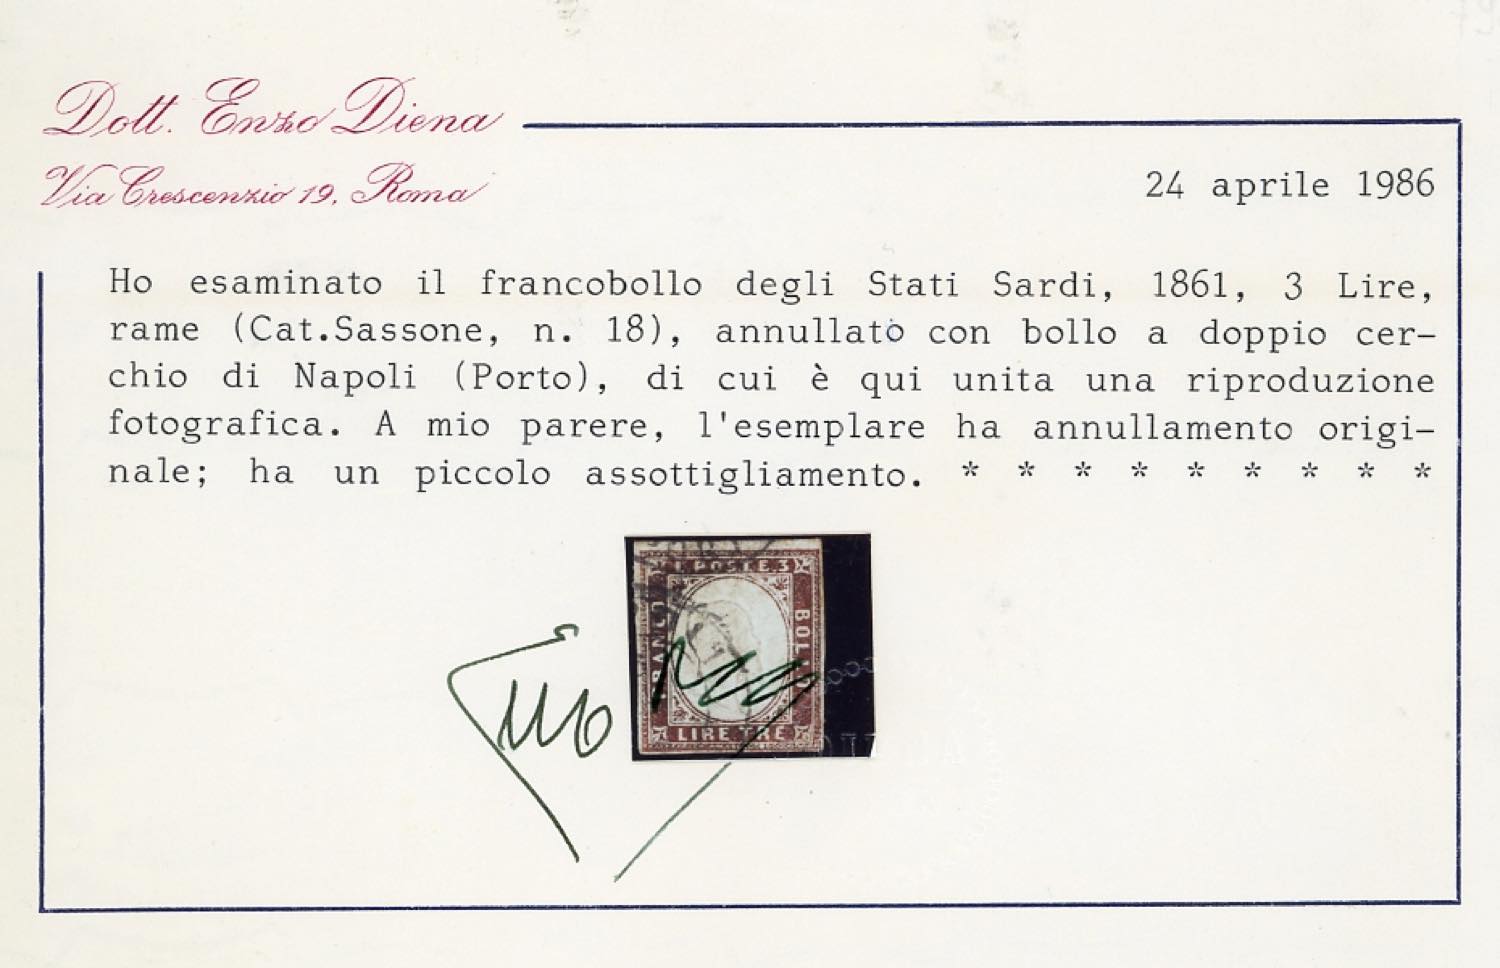 Dott. Enzo Diena
Via Crescenzio 19, Roma
24 aprile 1986
Ho esaminato il francobollo degli Stati Sardi, 1861, 3 Lire,
rame (Cat.Sassone, n. 18), annullato con bollo a doppio cer-
chio di Napoli (Porto), di cui è qui unita una riproduzione
fotografica. A mio parere, l'esemplare ha annullamento origi-
nale; ha un piccolo assottigliamento. * * * * * * * * *
POSTE 3
BOLLO
LIRE TRE